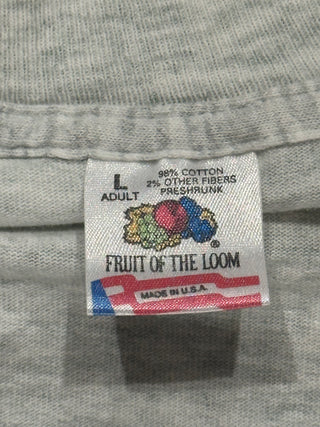 L
ADULT
98% COTTON
2% OTHER FIBERS
PRESHRUNK
®
FRUIT OF THE LOOM
MADE IN U.S.A.